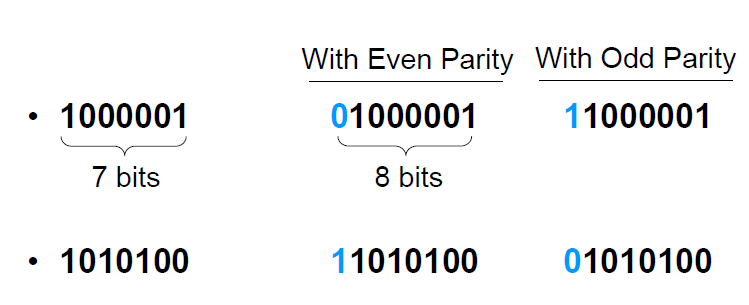 With Even Parity With Odd Parity
• 1000001 01000001 11000001
7 bits 8 bits
• 1010100 11010100 01010100